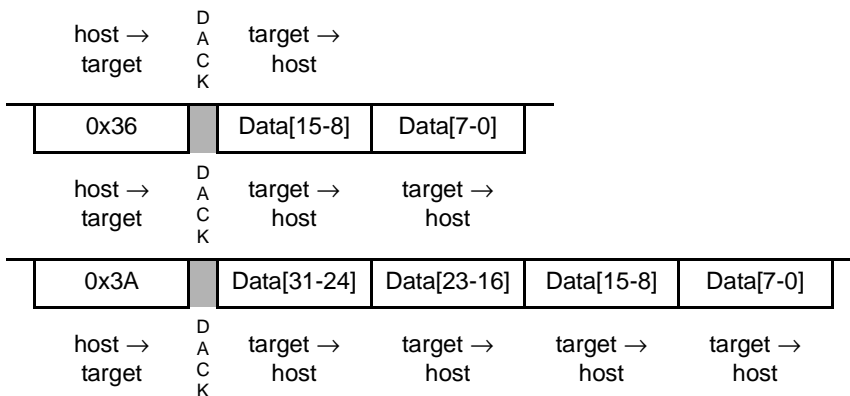 host → D A C K target →
target host
0x36 Data[15-8] Data[7-0]
host → D A C K target → target →
target host host
0x3A Data[31-24] Data[23-16] Data[15-8] Data[7-0]
host → D A C K target → target → target → target →
target host host host host